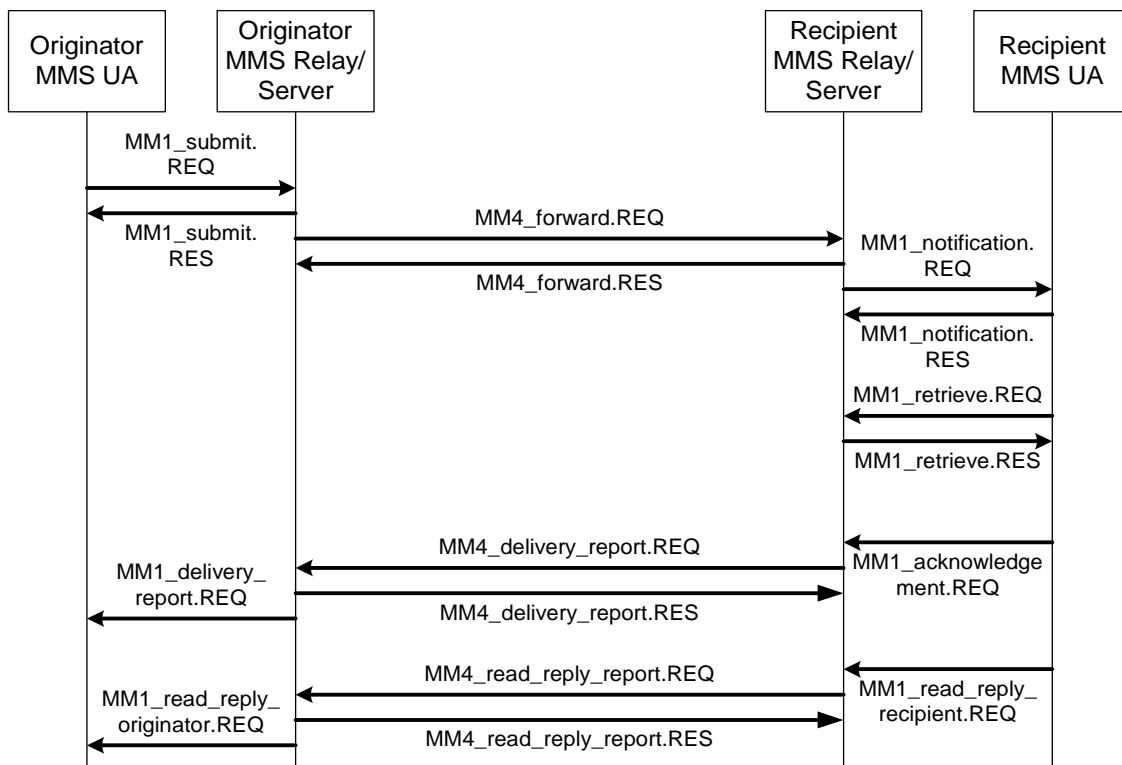 Originator
MMS UA
Originator
MMS Relay/
Server
Recipient
MMS Relay/
Server
Recipient
MMS UA
MM1_submit.
REQ
MM1_submit.
RES
MM4_forward.REQ
MM4_forward.RES
MM1_notification.
REQ
MM1_notification.
RES
MM1_retrieve.REQ
MM1_retrieve.RES
MM4_delivery_report.REQ
MM1_acknowledge
ment.REQ
MM1_delivery_
report.REQ
MM4_delivery_report.RES
MM4_read_reply_report.REQ
MM1_read_reply_
recipient.REQ
MM1_read_reply_
originator.REQ
MM4_read_reply_report.RES